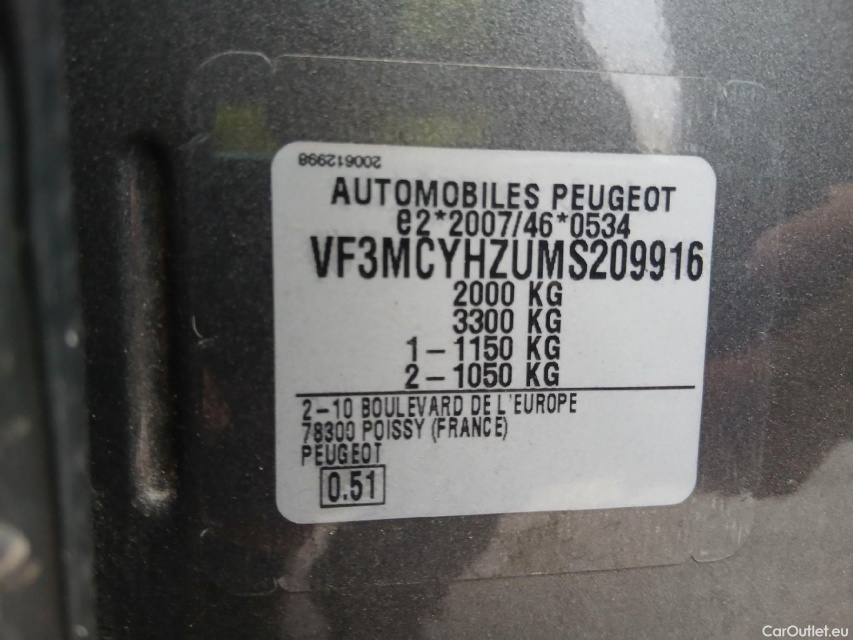 200612998
AUTOMOBILES PEUGEOT
e2*2007/46*0534
VF3MCYHZUMS209916
2000 KG
3300 KG
1-1150 KG
2-1050 KG
2-10 BOULEVARD DE L'EUROPE
78300 POISSY (FRANCE)
PEUGEOT
0.51
CarOutlet.eu